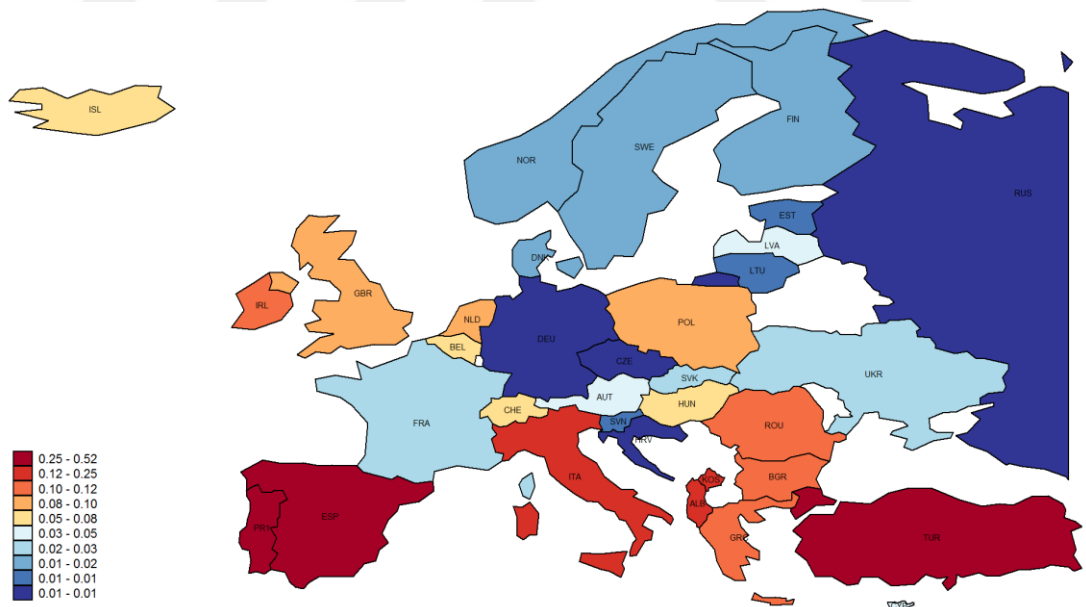 ISL
NOR
SWE
FIN
RUS
EST
LVA
LTU
DNK
IRL
GBR
NLD
BEL
DEU
POL
CZE
SVK
UKR
FRA
CHE
AUT
HUN
SVN
HRV
ROU
BGR
ITA
KOS
ALB
GRC
PRT
ESP
TUR
0.25 - 0.52
0.12 - 0.25
0.10 - 0.12
0.08 - 0.10
0.05 - 0.08
0.03 - 0.05
0.02 - 0.03
0.01 - 0.02
0.01 - 0.01
0.01 - 0.01